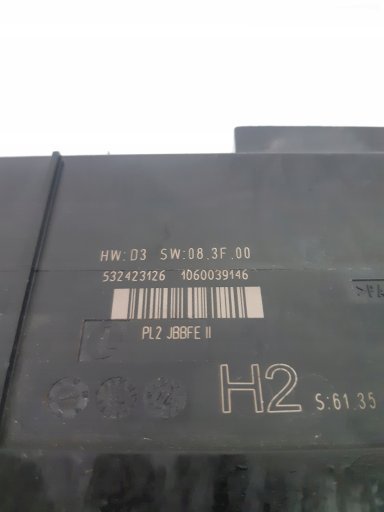 HW:D3 SW:08.3F.00
532423126 1060039146
PL2 JBBFE II
H2 S:61.35